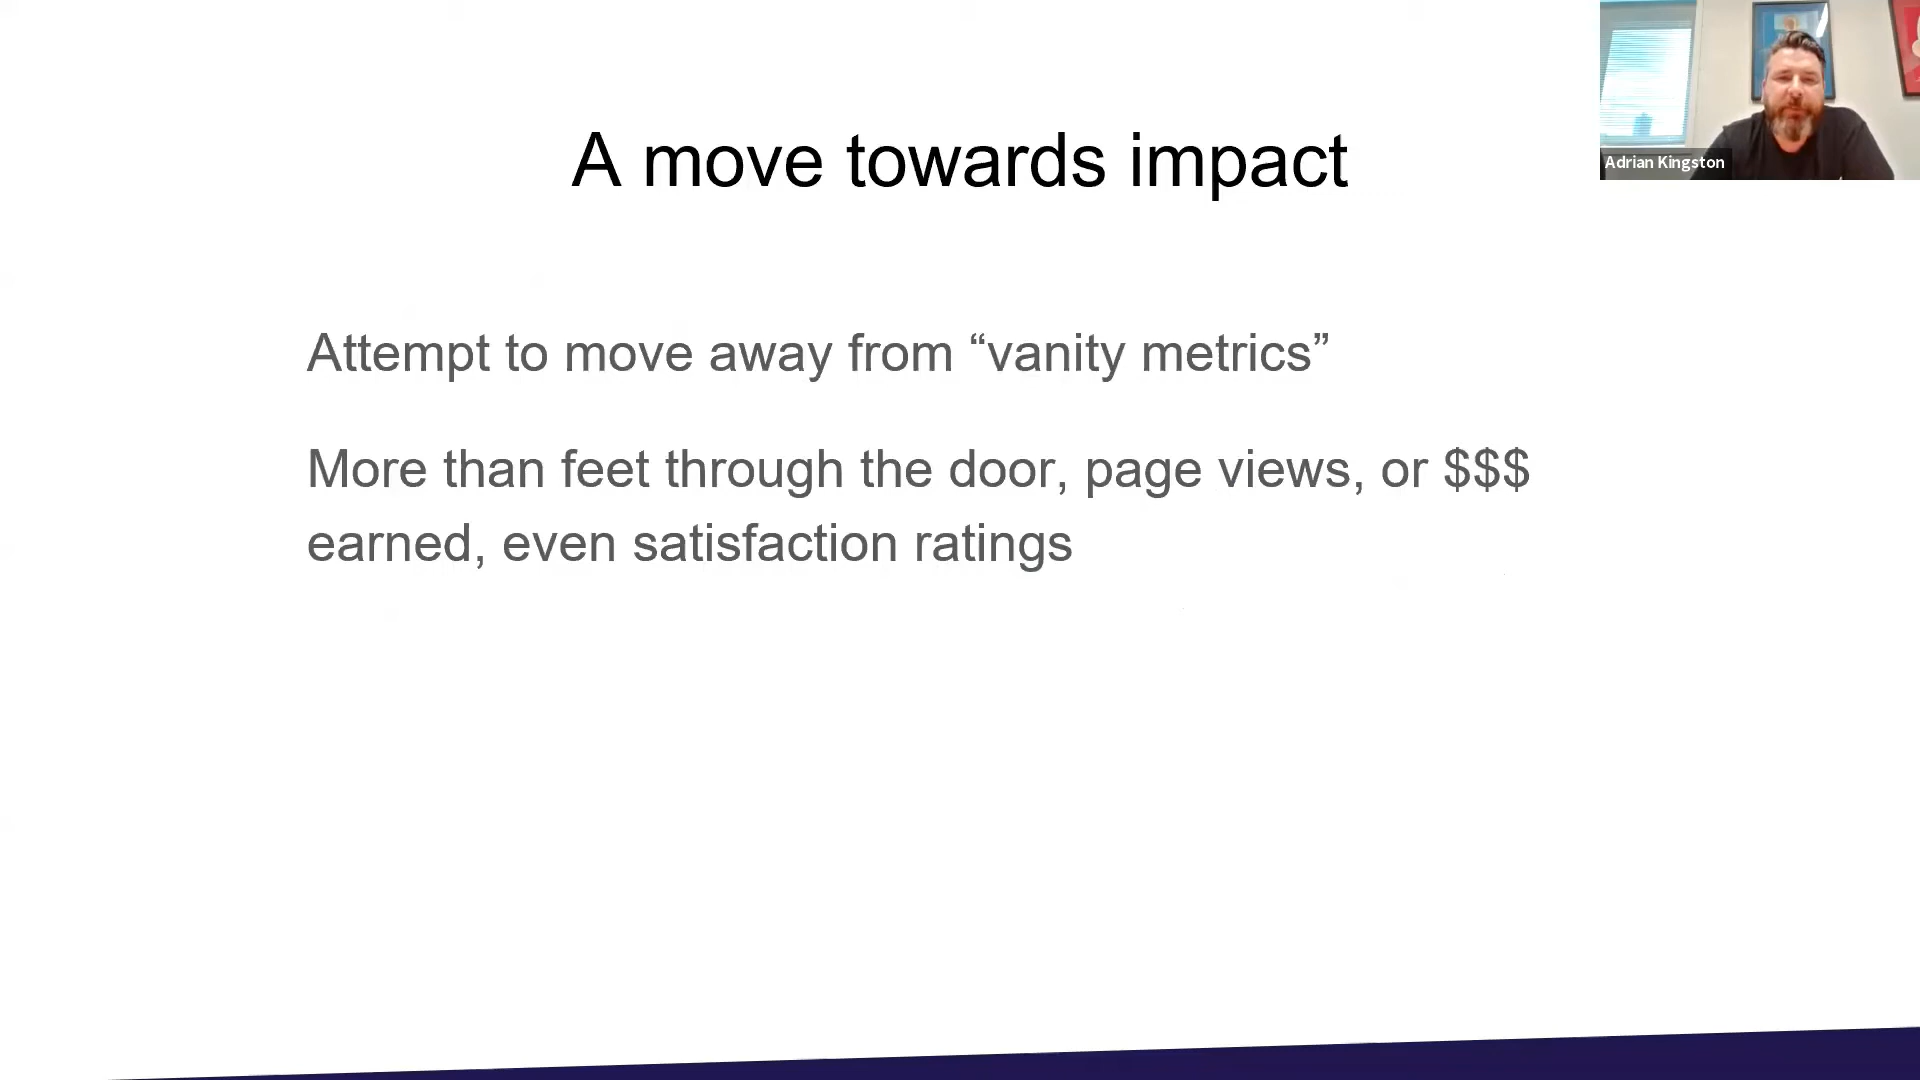 A move towards impact
Adrian Kingston
Attempt to move away from “vanity metrics”
More than feet through the door, page views, or $$$
earned, even satisfaction ratings